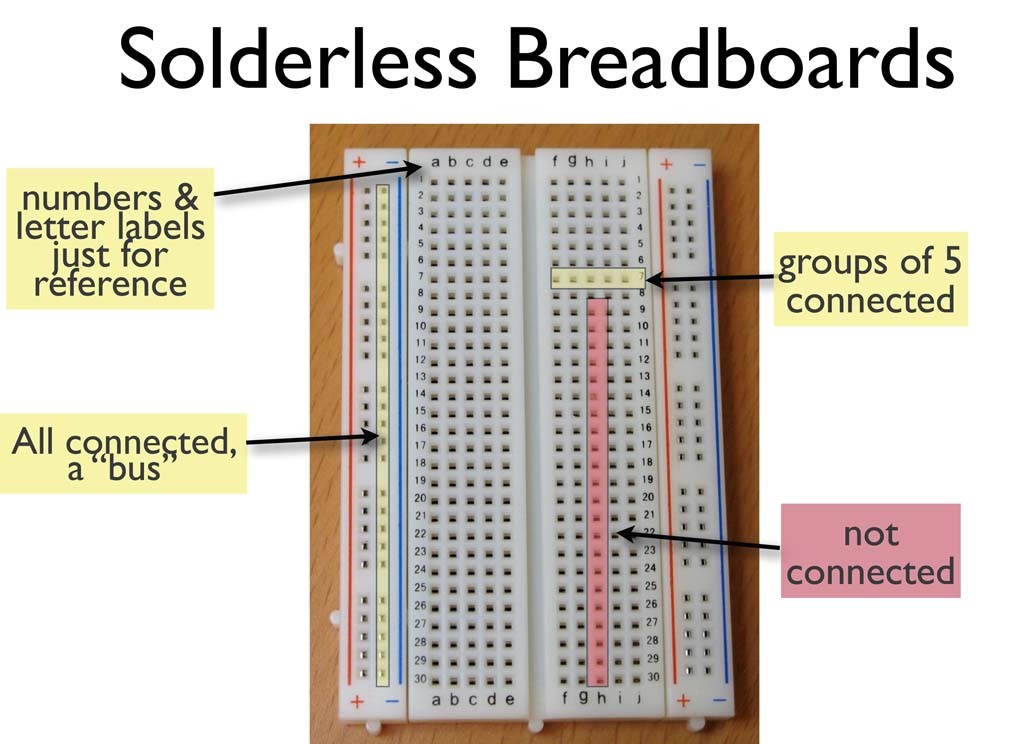 Solderless Breadboards
numbers &
letter labels
just for
reference
All connected,
a “bus”
groups of 5
connected
not
connected
+ − a b c d e f g h i j + −
1 1
2 2
3 3
4 4
5 5
6 6
7 7
8 8
9 9
10 10
11 11
12 12
13 13
14 14
15 15
16 16
17 17
18 18
19 19
20 20
21 21
22 22
23 23
24 24
25 25
26 26
27 27
28 28
29 29
30 30
+ − a b c d e f g h i j + −